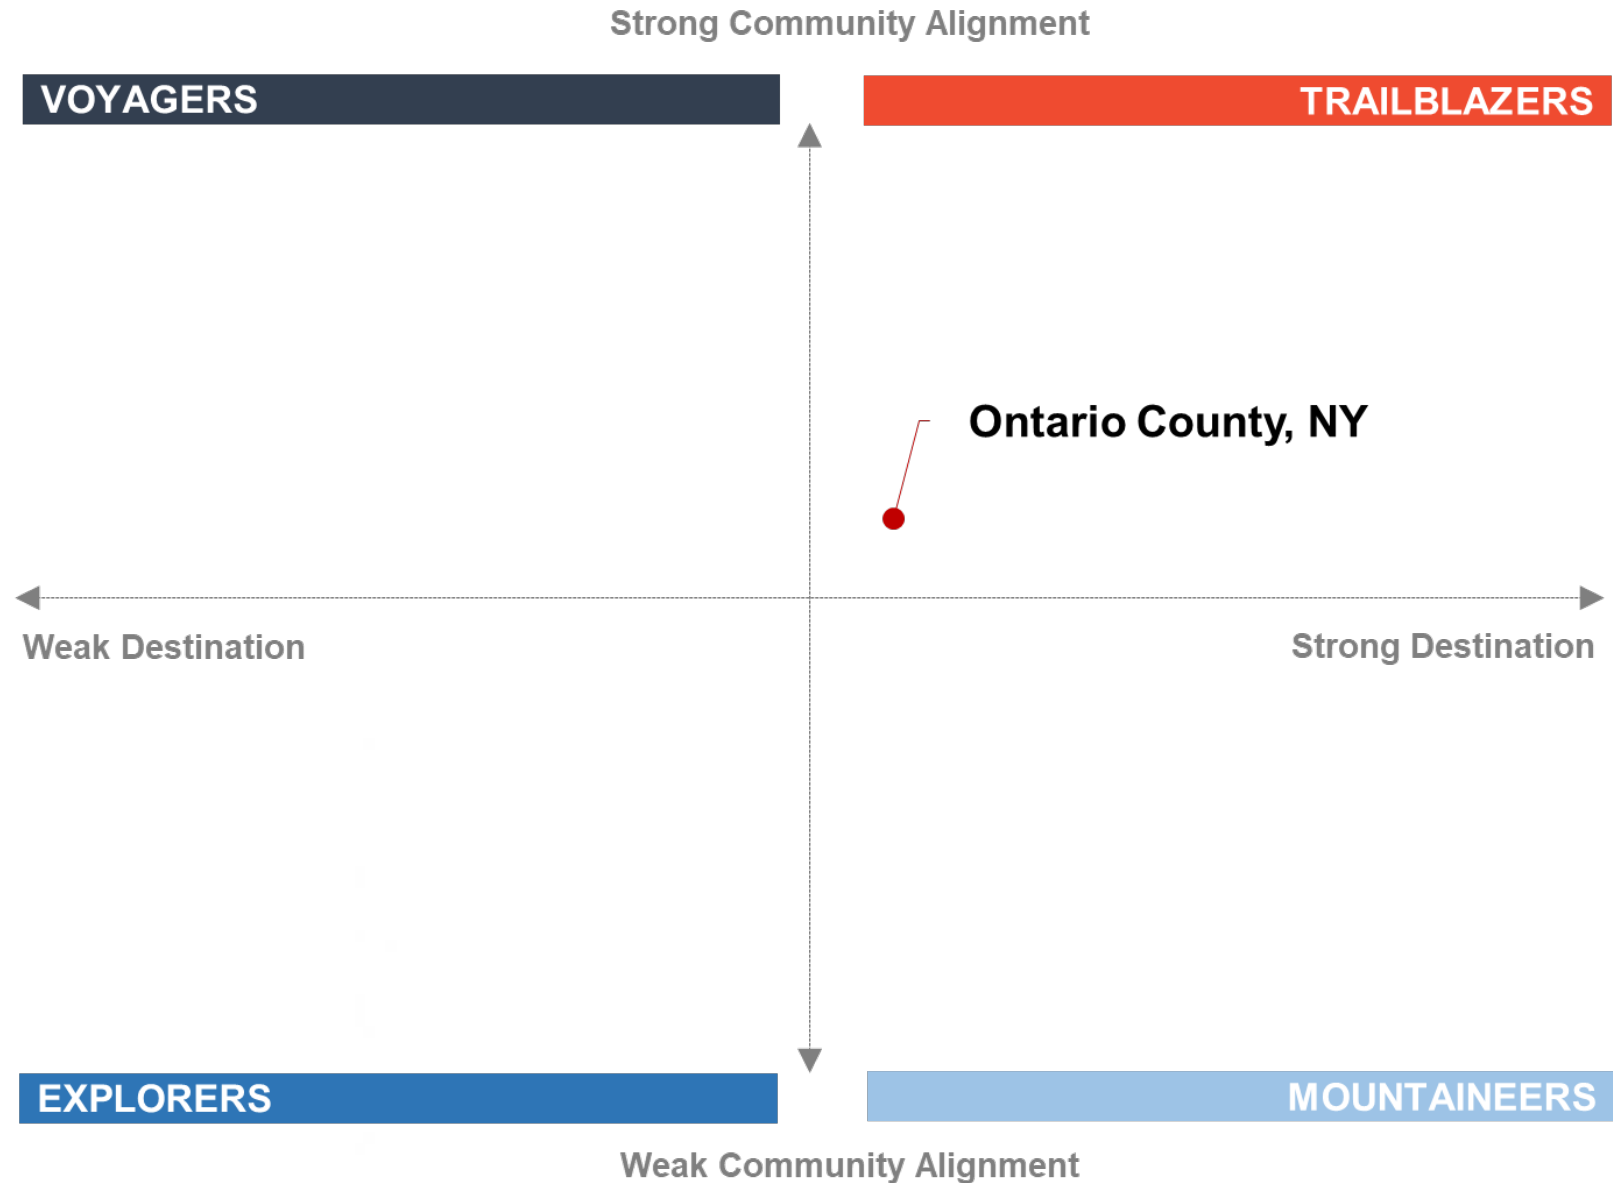 Strong Community Alignment
VOYAGERS
TRAILBLAZERS
Ontario County, NY
Weak Destination
Strong Destination
EXPLORERS
MOUNTAINEERS
Weak Community Alignment